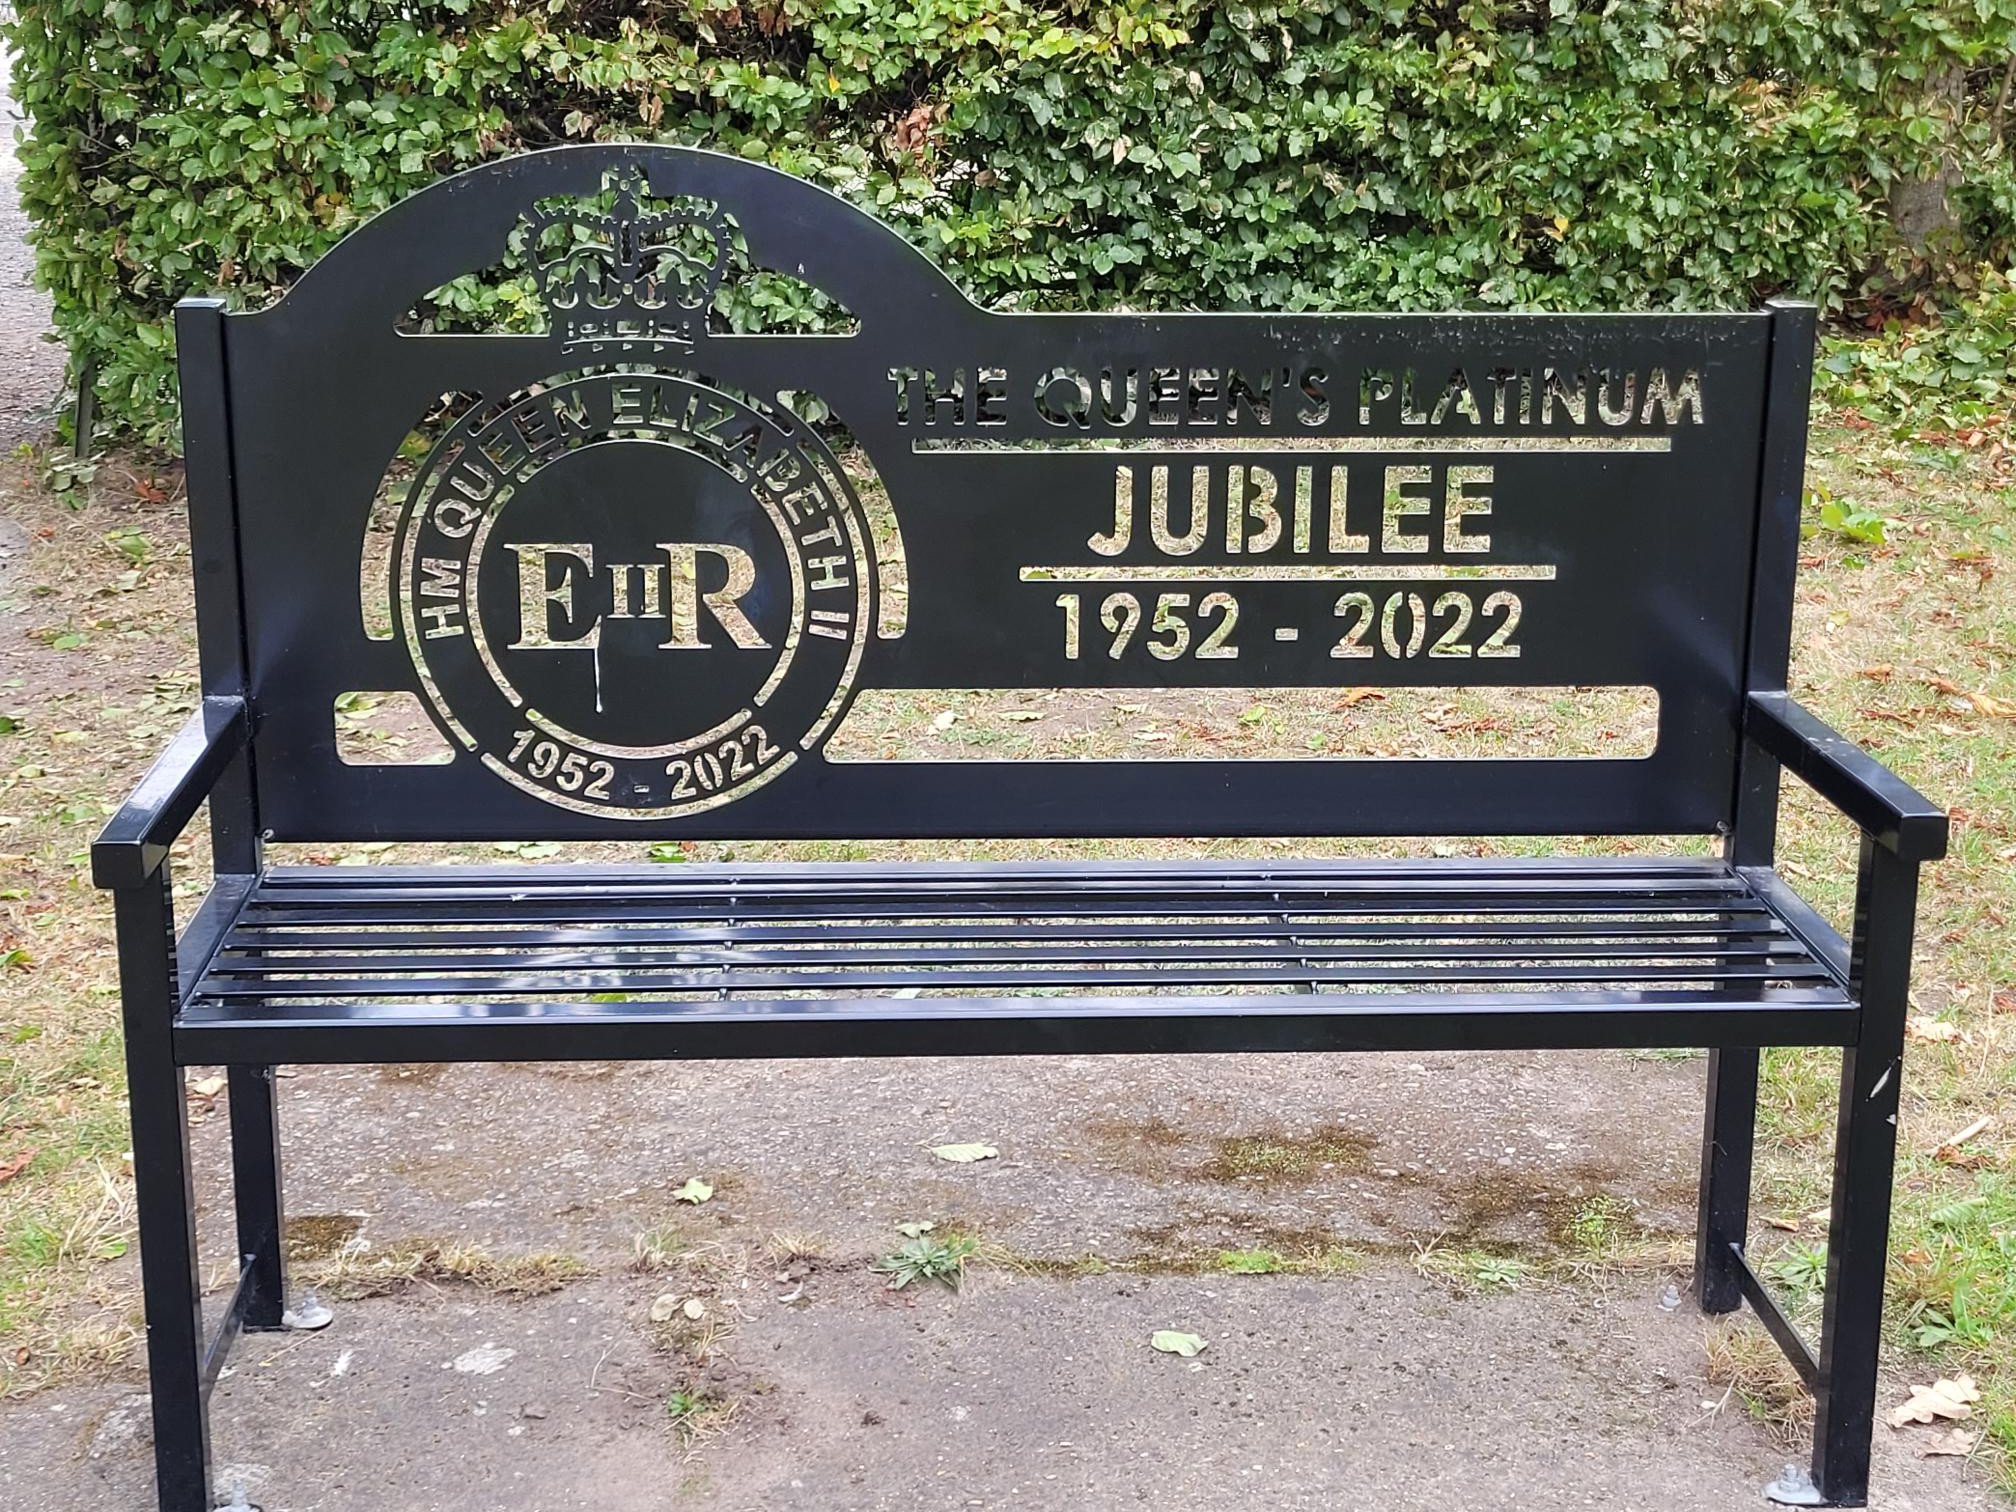 HM QUEEN ELIZABETH II
EIIR
1952 - 2022
THE QUEEN'S PLATINUM
JUBILEE
1952 - 2022